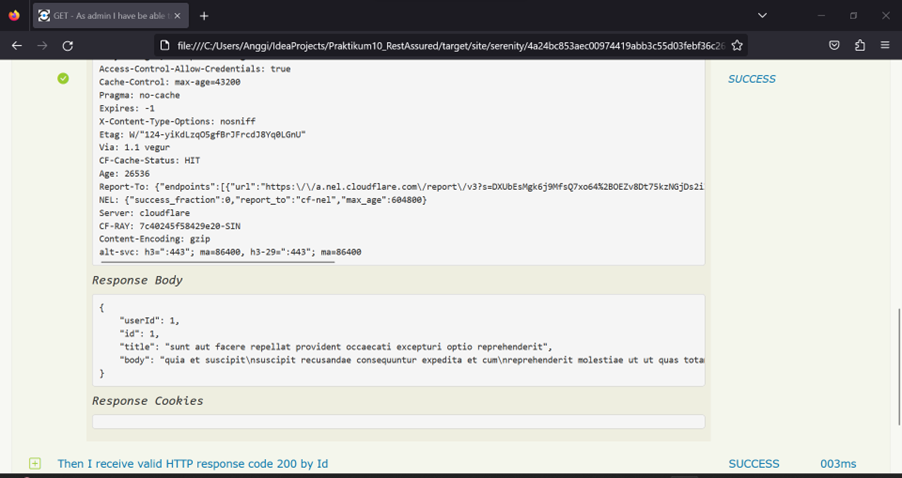 GET - As admin I have be able
file:///C:/Users/Anggi/IdeaProjects/Praktikum10_RestAssured/target/site/serenity/4a24bc853aec00974419abb3c55d03febf36c26
Access-Control-Allow-Credentials: true
SUCCESS
Cache-Control: max-age=43200
Pragma: no-cache
Expires: -1
X-Content-Type-Options: nosniff
Etag: W/"124-yiKdLzqO5gfBrJFrcdJ8Yq0LGnU"
Via: 1.1 vegur
CF-Cache-Status: HIT
Age: 26536
Report-To: {"endpoints":[{"url":"https:\/\/a.nel.cloudflare.com\/report\/v3?s=DXUbEsMgk6j9MfsQ7xo64%2BOEZv8Dt75kzNGjDs2i
NEL: {"success_fraction":0,"report_to":"cf-nel","max_age":604800}
Server: cloudflare
CF-RAY: 7c40245f58429e20-SIN
Content-Encoding: gzip
alt-svc: h3=":443"; ma=86400, h3-29=":443"; ma=86400
Response Body
{
"userId": 1,
"id": 1,
"title": "sunt aut facere repellat provident occaecati excepturi optio reprehenderit",
"body": "quia et suscipit\nsuscipit recusandae consequuntur expedita et cum\nreprehenderit molestiae ut ut quas totam
}
Response Cookies
Then I receive valid HTTP response code 200 by Id SUCCESS 003ms